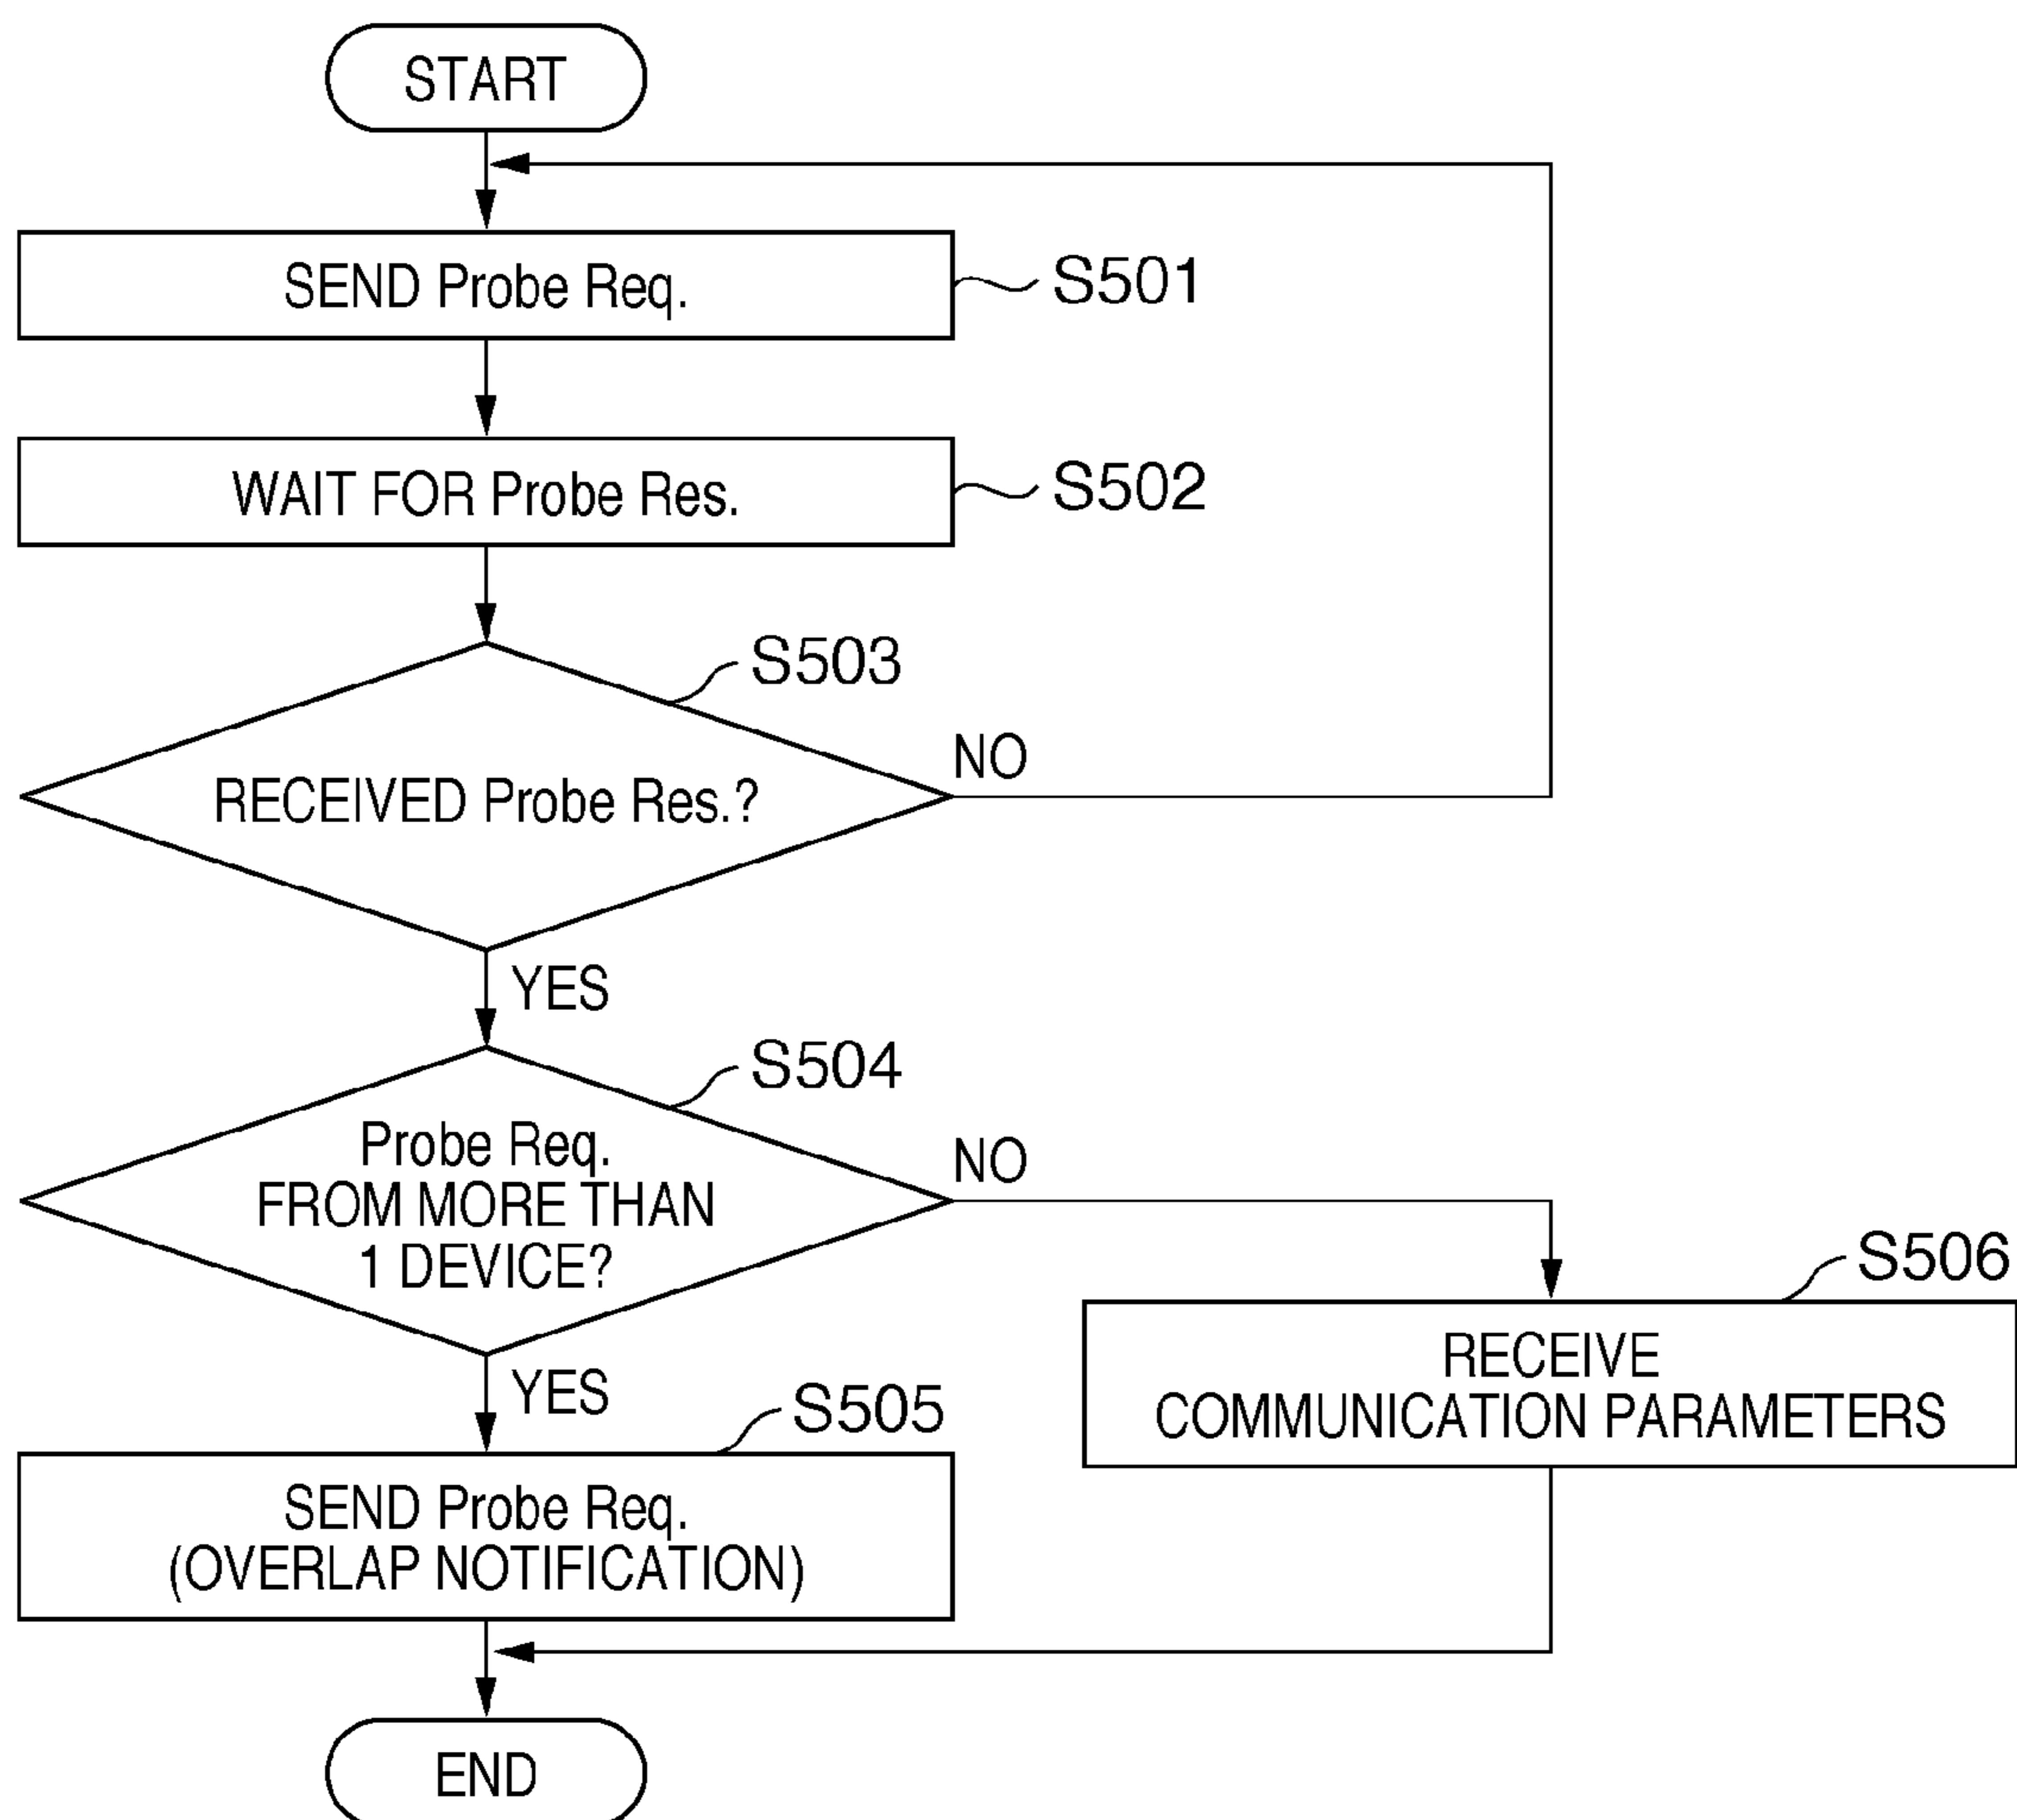 START
SEND Probe Req.
S501
WAIT FOR Probe Res.
S502
S503
RECEIVED Probe Res.?
NO
YES
S504
Probe Req.
FROM MORE THAN
1 DEVICE?
NO
YES
S506
RECEIVE
COMMUNICATION PARAMETERS
S505
SEND Probe Req.
(OVERLAP NOTIFICATION)
END